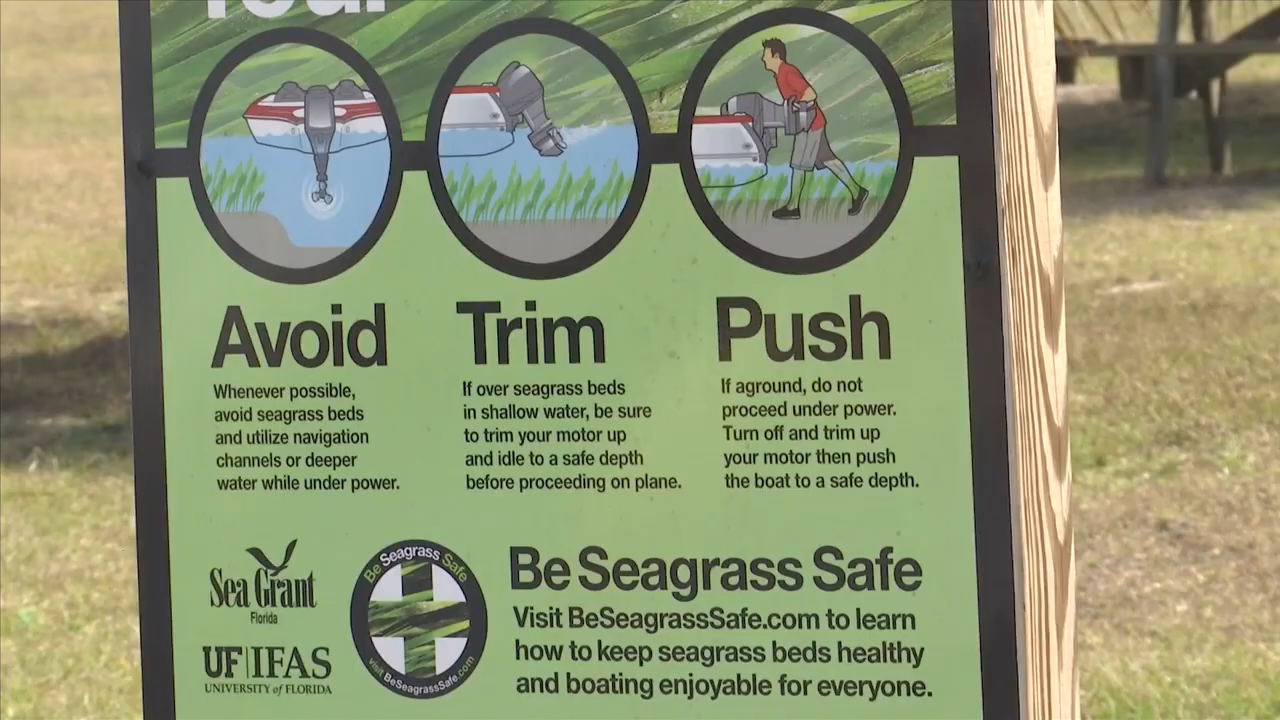 Avoid
Whenever possible,
avoid seagrass beds
and utilize navigation
channels or deeper
water while under power.
Trim
If over seagrass beds
in shallow water, be sure
to trim your motor up
and idle to a safe depth
before proceeding on plane.
Push
If aground, do not
proceed under power.
Turn off and trim up
your motor then push
the boat to a safe depth.
Sea Grant
Florida
UF|IFAS
UNIVERSITY of FLORIDA
Be Seagrass Safe
visit BeSeagrassSafe.com
Be Seagrass Safe
Visit BeSeagrassSafe.com to learn
how to keep seagrass beds healthy
and boating enjoyable for everyone.